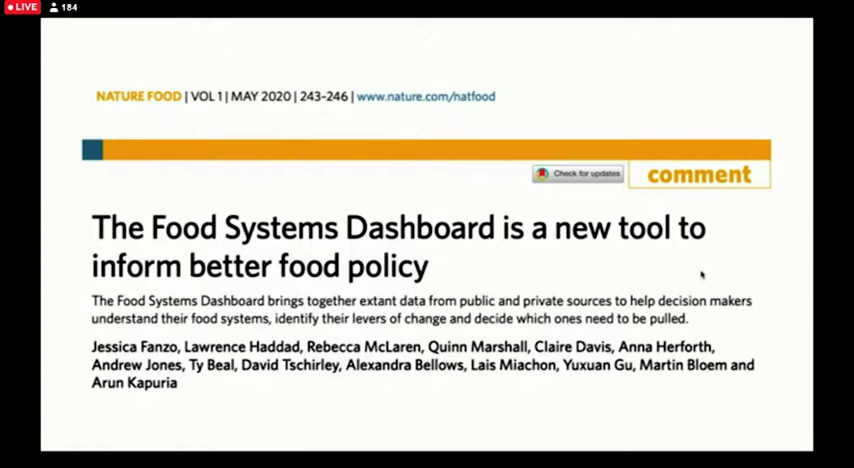 LIVE 184
NATURE FOOD | VOL 1 | MAY 2020 | 243–246 | www.nature.com/natfood
Check for updates
comment
The Food Systems Dashboard is a new tool to
inform better food policy
The Food Systems Dashboard brings together extant data from public and private sources to help decision makers
understand their food systems, identify their levers of change and decide which ones need to be pulled.
Jessica Fanzo, Lawrence Haddad, Rebecca McLaren, Quinn Marshall, Claire Davis, Anna Herforth,
Andrew Jones, Ty Beal, David Tschirley, Alexandra Bellows, Lais Miachon, Yuxuan Gu, Martin Bloem and
Arun Kapuria